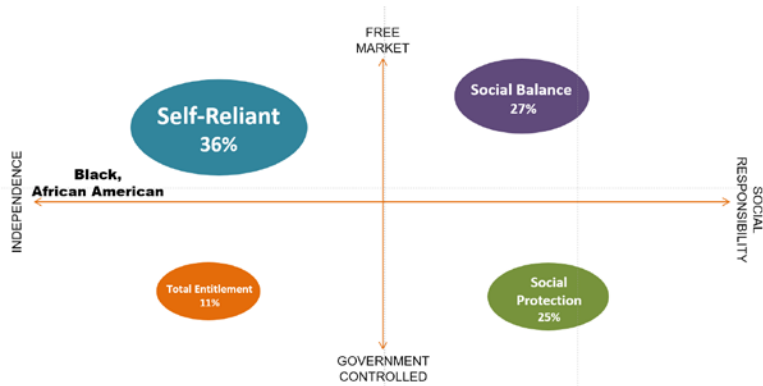 FREE
MARKET
Self-Reliant
36%
Social Balance
27%
Black,
African American
INDEPENDENCE
SOCIAL
RESPONSIBILITY
Total Entitlement
11%
Social
Protection
25%
GOVERNMENT
CONTROLLED